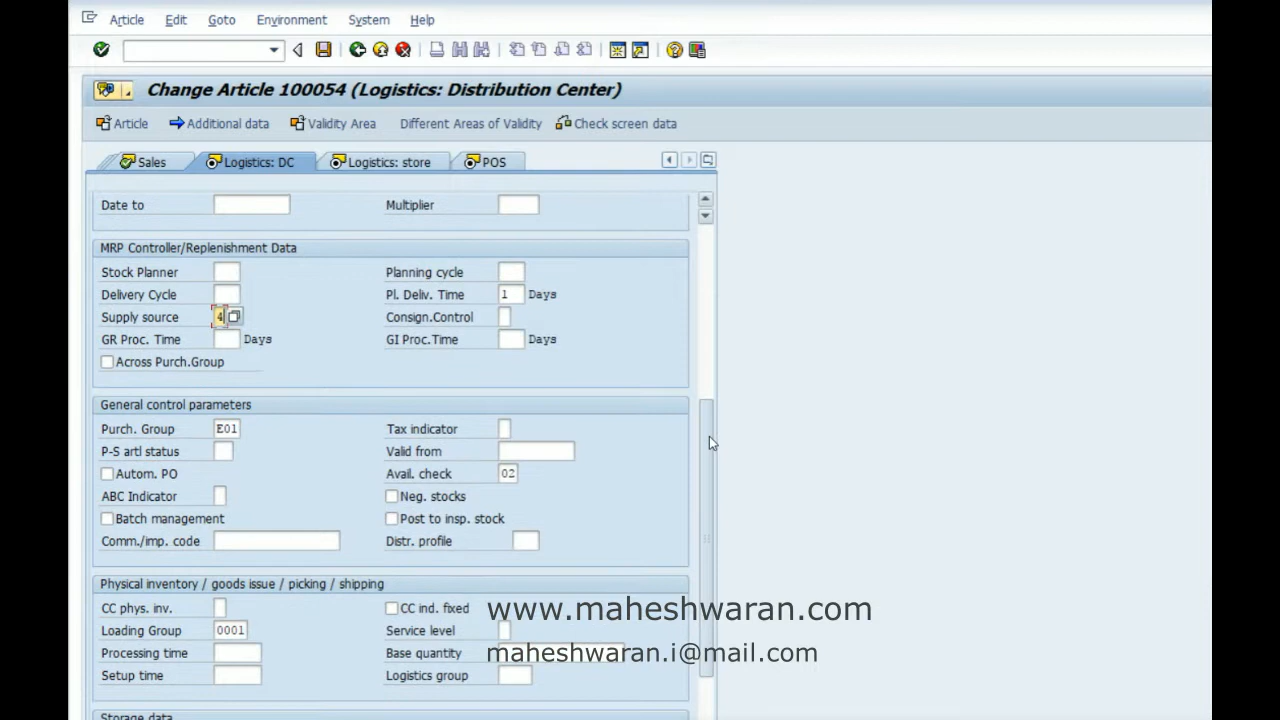 Article Edit Goto Environment System Help
Change Article 100054 (Logistics: Distribution Center)
Article Additional data Validity Area Different Areas of Validity Check screen data
Sales Logistics: DC Logistics: store POS
Date to Multiplier
MRP Controller/Replenishment Data
Stock Planner Planning cycle
Delivery Cycle Pl. Deliv. Time 1 Days
Supply source 4 Consign.Control
GR Proc. Time Days GI Proc.Time Days
Across Purch.Group
General control parameters
Purch. Group E01 Tax indicator
P-S artl status Valid from
Autom. PO Avail. check 02
ABC Indicator Neg. stocks
Batch management Post to insp. stock
Comm./imp. code Distr. profile
Physical inventory / goods issue / picking / shipping
CC phys. inv. CC ind. fixed www.maheshwaran.com
Loading Group 0001 Service level
Processing time Base quantity maheshwaran.i@mail.com
Setup time Logistics group
Storage data